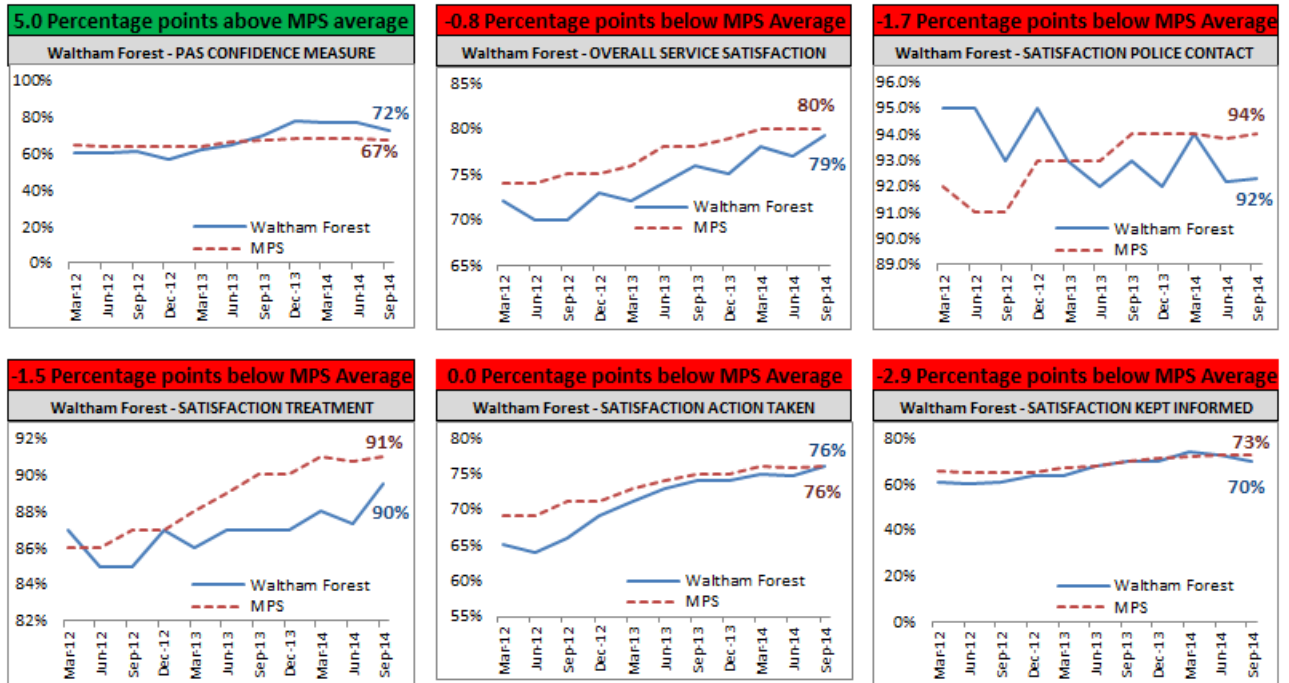 5.0 Percentage points above MPS average
Waltham Forest - PAS CONFIDENCE MEASURE
100%
80%
60%
40%
20%
0%
72%
67%
Waltham Forest
MPS
Mar-12
Jun-12
Sep-12
Dec-12
Mar-13
Jun-13
Sep-13
Dec-13
Mar-14
Jun-14
Sep-14
-0.8 Percentage points below MPS Average
Waltham Forest - OVERALL SERVICE SATISFACTION
85%
80%
75%
70%
65%
80%
79%
Waltham Forest
MPS
Mar-12
Jun-12
Sep-12
Dec-12
Mar-13
Jun-13
Sep-13
Dec-13
Mar-14
Jun-14
Sep-14
-1.7 Percentage points below MPS Average
Waltham Forest - SATISFACTION POLICE CONTACT
96.0%
95.0%
94.0%
93.0%
92.0%
91.0%
90.0%
89.0%
94%
92%
Waltham Forest
MPS
Mar-12
Jun-12
Sep-12
Dec-12
Mar-13
Jun-13
Sep-13
Dec-13
Mar-14
Jun-14
Sep-14
-1.5 Percentage points below MPS Average
Waltham Forest - SATISFACTION TREATMENT
92%
90%
88%
86%
84%
82%
91%
90%
Waltham Forest
MPS
Mar-12
Jun-12
Sep-12
Dec-12
Mar-13
Jun-13
Sep-13
Dec-13
Mar-14
Jun-14
Sep-14
0.0 Percentage points below MPS Average
Waltham Forest - SATISFACTION ACTION TAKEN
80%
75%
70%
65%
60%
55%
76%
76%
Waltham Forest
MPS
Mar-12
Jun-12
Sep-12
Dec-12
Mar-13
Jun-13
Sep-13
Dec-13
Mar-14
Jun-14
Sep-14
-2.9 Percentage points below MPS Average
Waltham Forest - SATISFACTION KEPT INFORMED
80%
60%
40%
20%
0%
73%
70%
Waltham Forest
MPS
Mar-12
Jun-12
Sep-12
Dec-12
Mar-13
Jun-13
Sep-13
Dec-13
Mar-14
Jun-14
Sep-14